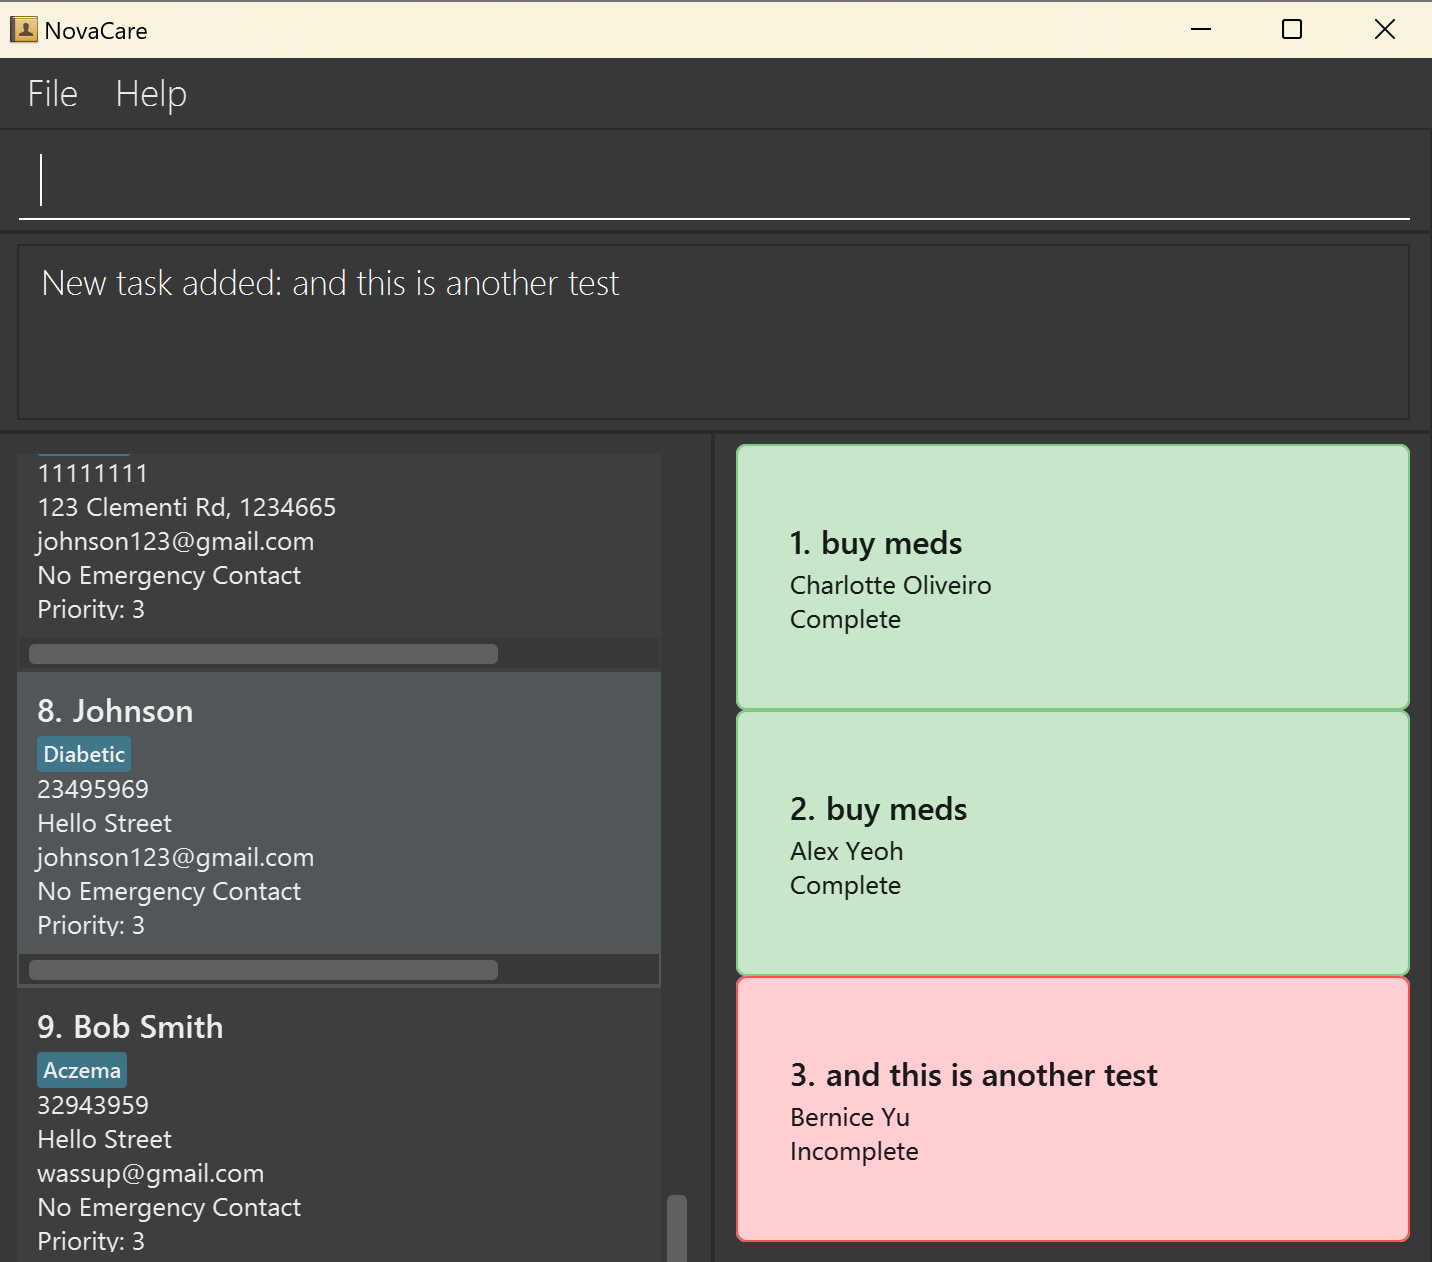 NovaCare
File Help
New task added: and this is another test
11111111
123 Clementi Rd, 1234665
johnson123@gmail.com
No Emergency Contact
Priority: 3
8. Johnson
Diabetic
23495969
Hello Street
johnson123@gmail.com
No Emergency Contact
Priority: 3
9. Bob Smith
Aczema
32943959
Hello Street
wassup@gmail.com
No Emergency Contact
Priority: 3
1. buy meds
Charlotte Oliveiro
Complete
2. buy meds
Alex Yeoh
Complete
3. and this is another test
Bernice Yu
Incomplete